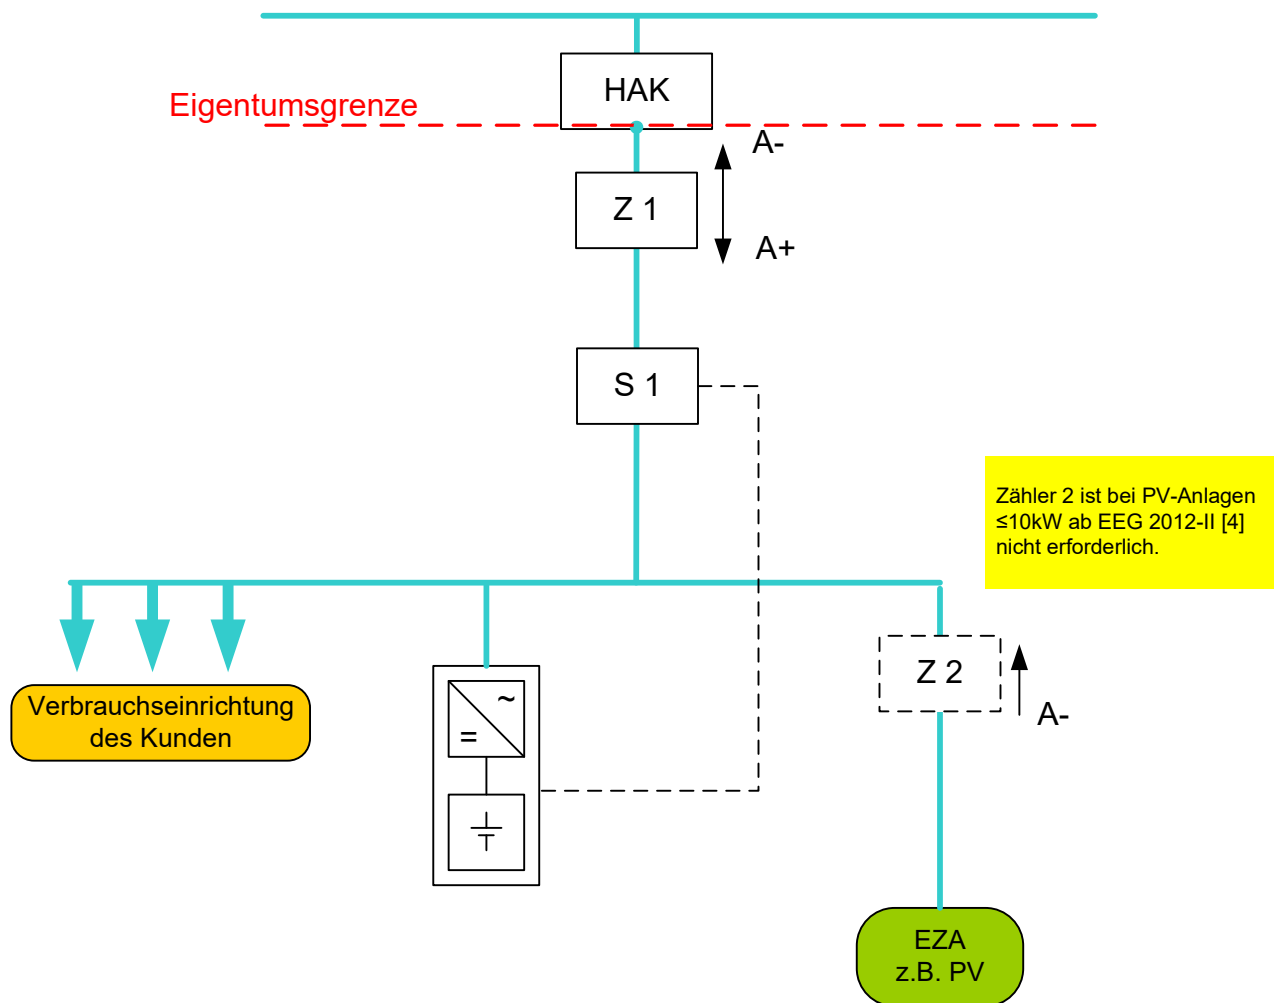 HAK
Eigentumsgrenze
A-
Z 1
A+
S 1
Zähler 2 ist bei PV-Anlagen
≤10kW ab EEG 2012-II [4]
nicht erforderlich.
Z 2
A-
Verbrauchseinrichtung
des Kunden
~
=
EZA
z.B. PV